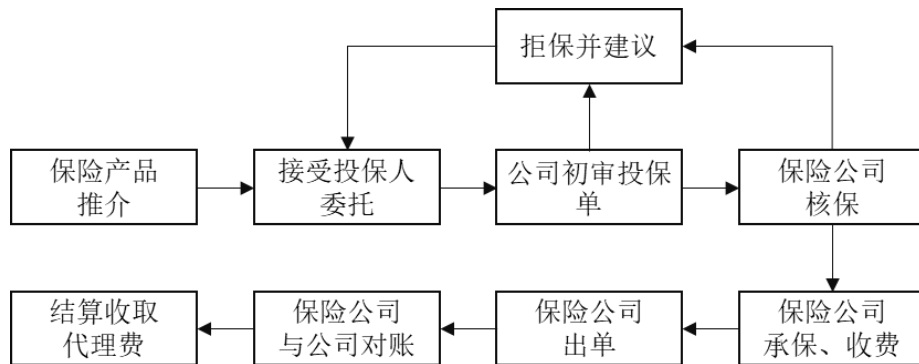 拒保并建议
保险产品
推介
接受投保人
委托
公司初审投保
单
保险公司
核保
结算收取
代理费
保险公司
与公司对账
保险公司
出单
保险公司
承保、收费